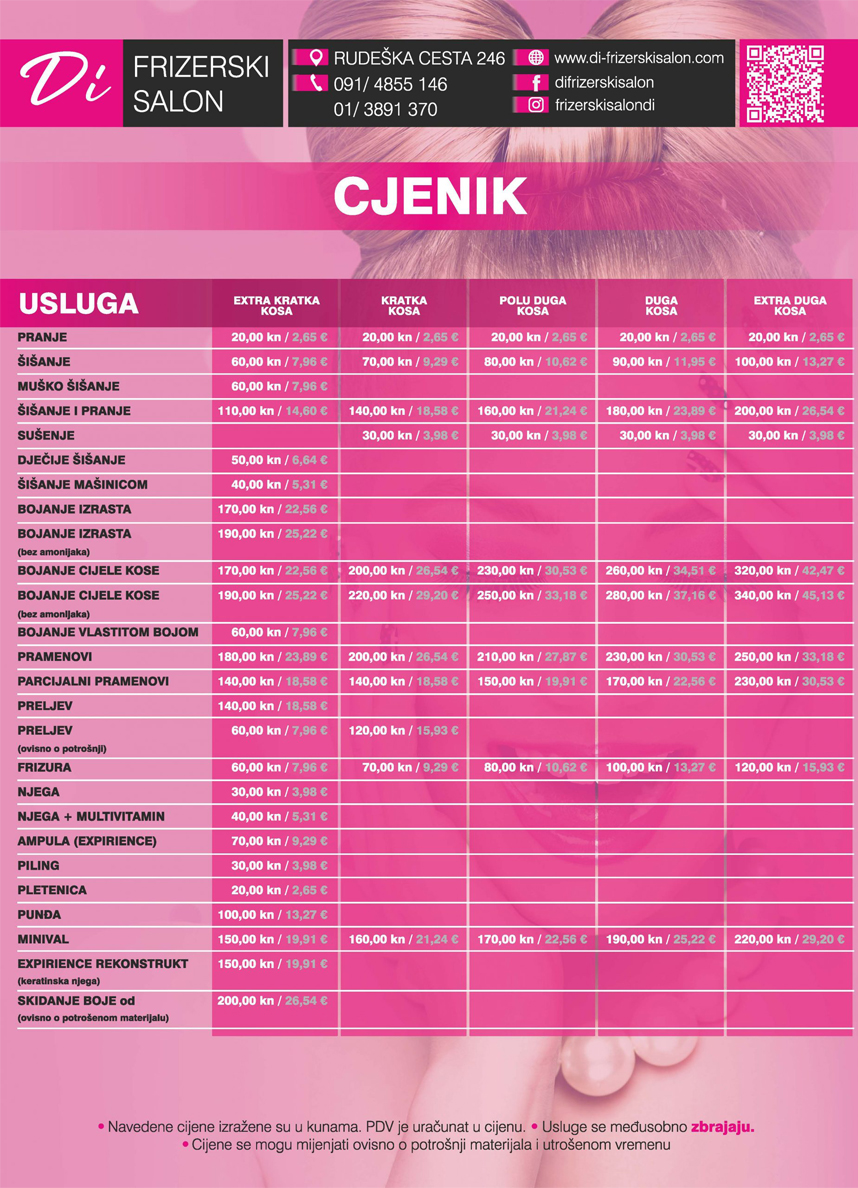 Di FRIZERSKI SALON
RUDEŠKA CESTA 246
091/ 4855 146
01/ 3891 370
www.di-frizerskisalon.com
difrizerskisalon
frizerskisalondi
CJENIK
USLUGA EXTRA KRATKA KOSA KRATKA KOSA POLU DUGA KOSA DUGA KOSA EXTRA DUGA KOSA
PRANJE 20,00 kn / 2,65 € 20,00 kn / 2,65 € 20,00 kn / 2,65 € 20,00 kn / 2,65 € 20,00 kn / 2,65 €
ŠIŠANJE 60,00 kn / 7,96 € 70,00 kn / 9,29 € 80,00 kn / 10,62 € 90,00 kn / 11,95 € 100,00 kn / 13,27 €
MUŠKO ŠIŠANJE 60,00 kn / 7,96 €
ŠIŠANJE I PRANJE 110,00 kn / 14,60 € 140,00 kn / 18,58 € 160,00 kn / 21,24 € 180,00 kn / 23,89 € 200,00 kn / 26,54 €
SUŠENJE 30,00 kn / 3,98 € 30,00 kn / 3,98 € 30,00 kn / 3,98 € 30,00 kn / 3,98 €
DJEČIJE ŠIŠANJE 50,00 kn / 6,64 €
ŠIŠANJE MAŠINICOM 40,00 kn / 5,31 €
BOJANJE IZRASTA 170,00 kn / 22,56 €
BOJANJE IZRASTA 190,00 kn / 25,22 €
(bez amonijaka)
BOJANJE CIJELE KOSE 170,00 kn / 22,56 € 200,00 kn / 26,54 € 230,00 kn / 30,53 € 260,00 kn / 34,51 € 320,00 kn / 42,47 €
BOJANJE CIJELE KOSE 190,00 kn / 25,22 € 220,00 kn / 29,20 € 250,00 kn / 33,18 € 280,00 kn / 37,16 € 340,00 kn / 45,13 €
(bez amonijaka)
BOJANJE VLASTITOM BOJOM 60,00 kn / 7,96 €
PRAMENOVI 180,00 kn / 23,89 € 200,00 kn / 26,54 € 210,00 kn / 27,87 € 230,00 kn / 30,53 € 250,00 kn / 33,18 €
PARCIJALNI PRAMENOVI 140,00 kn / 18,58 € 140,00 kn / 18,58 € 150,00 kn / 19,91 € 170,00 kn / 22,56 € 230,00 kn / 30,53 €
PRELJEV 140,00 kn / 18,58 €
PRELJEV 60,00 kn / 7,96 € 120,00 kn / 15,93 €
(ovisno o potrošnji)
FRIZURA 60,00 kn / 7,96 € 70,00 kn / 9,29 € 80,00 kn / 10,62 € 100,00 kn / 13,27 € 120,00 kn / 15,93 €
NJEGA 30,00 kn / 3,98 €
NJEGA + MULTIVITAMIN 40,00 kn / 5,31 €
AMPULA (EXPIRIENCE) 70,00 kn / 9,29 €
PILING 30,00 kn / 3,98 €
PLETENICA 20,00 kn / 2,65 €
PUNĐA 100,00 kn / 13,27 €
MINIVAL 150,00 kn / 19,91 € 160,00 kn / 21,24 € 170,00 kn / 22,56 € 190,00 kn / 25,22 € 220,00 kn / 29,20 €
EXPIRIENCE REKONSTRUKT 150,00 kn / 19,91 €
(keratinska njega)
SKIDANJE BOJE od 200,00 kn / 26,54 €
(ovisno o potrošenom materijalu)
• Navedene cijene izražene su u kunama. PDV je uračunat u cijenu. • Usluge se međusobno zbrajaju.
• Cijene se mogu mijenjati ovisno o potrošnji materijala i utrošenom vremenu